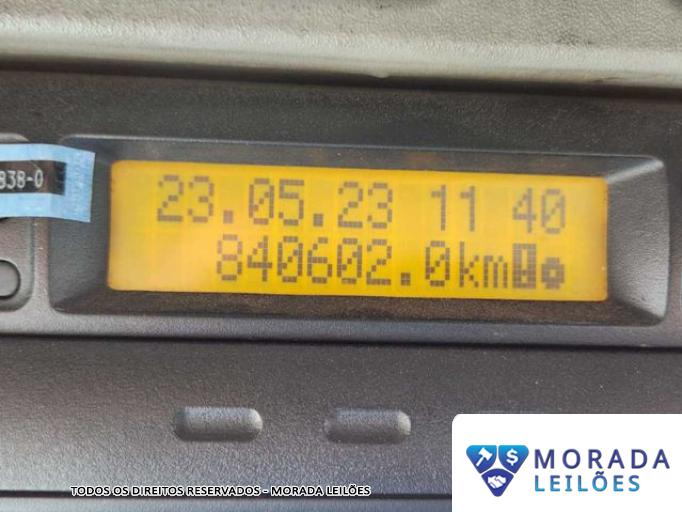 838-0
23.05.23 11 40
840602.0km
MORADA
LEILÕES
TODOS OS DIREITOS RESERVADOS - MORADA LEILÕES